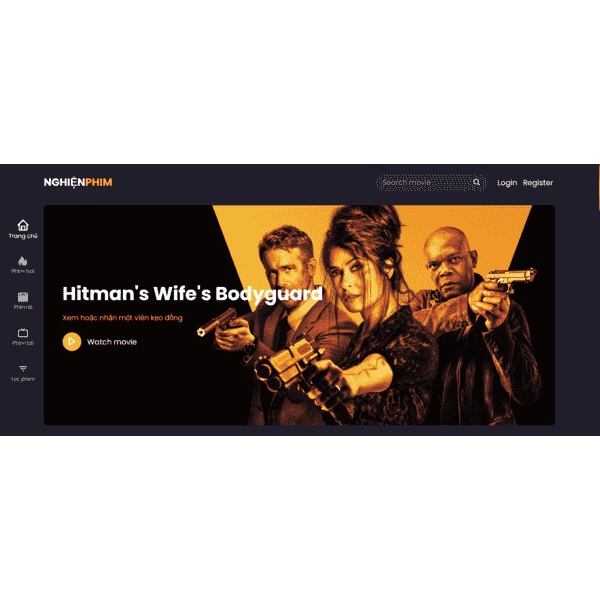 NGHIỆNPHIM
Search movie
Login Register
Trang chủ
Phim hot
Phim lẻ
Phim bộ
Lọc phim
Hitman's Wife's Bodyguard
Xem hoặc nhận một viên kẹo đồng
Watch movie